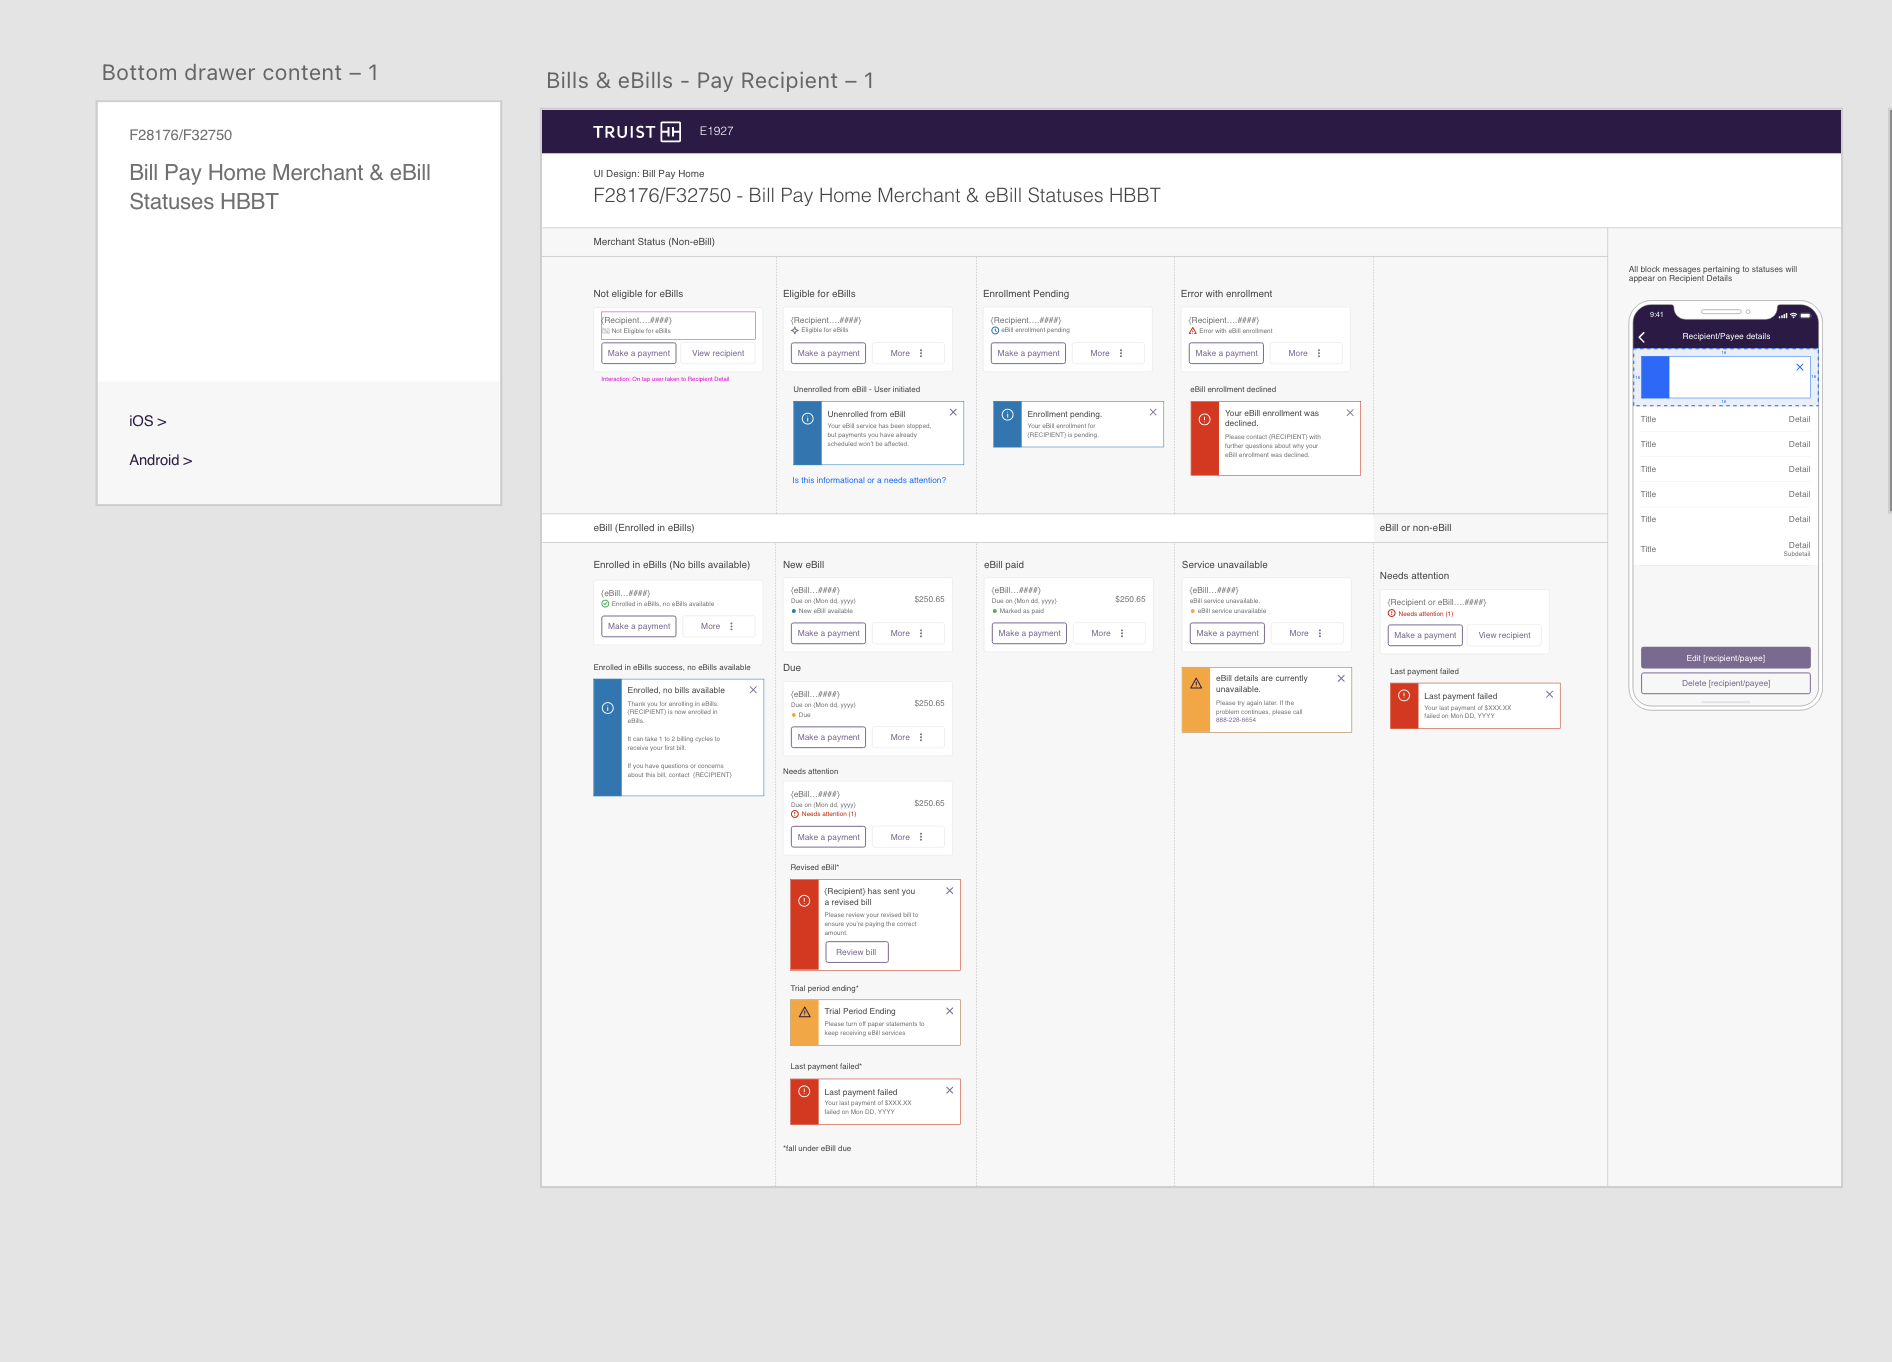 Bottom drawer content – 1
F28176/F32750
Bill Pay Home Merchant & eBill
Statuses HBBT
iOS >
Android >
Bills & eBills - Pay Recipient – 1
TRUIST E1927
UI Design: Bill Pay Home
F28176/F32750 - Bill Pay Home Merchant & eBill Statuses HBBT
Merchant Status (Non-eBill)
Not eligible for eBills
{Recipient....####}
Not Eligible for eBills
Make a payment
View recipient
Interaction: On tap user taken to Recipient Detail
Eligible for eBills
{Recipient....####}
Eligible for eBills
Make a payment
More
Unenrolled from eBill - User initiated
Unenrolled from eBill
Your eBill service has been stopped,
but payments you have already
scheduled won't be affected.
Is this informational or a needs attention?
Enrollment Pending
{Recipient....####}
eBill enrollment pending
Make a payment
More
Enrollment pending.
Your eBill enrollment for
{RECIPIENT} is pending.
Error with enrollment
{Recipient....####}
Error with eBill enrollment
Make a payment
More
eBill enrollment declined
Your eBill enrollment was
declined.
Please contact {RECIPIENT} with
further questions about why your
eBill enrollment was declined.
eBill (Enrolled in eBills)
eBill or non-eBill
Enrolled in eBills (No bills available)
{eBill...####}
Enrolled in eBills, no eBills available
Make a payment
More
Enrolled in eBills success, no eBills available
Enrolled, no bills available
Thank you for enrolling in eBills.
{RECIPIENT} is now enrolled in
eBills.
It can take 1 to 2 billing cycles to
receive your first bill.
If you have questions or concerns
about this bill, contact {RECIPIENT}
New eBill
{eBill...####}
Due on {Mon dd, yyyy}
$250.65
New eBill available
Make a payment
More
Due
{eBill...####}
Due on {Mon dd, yyyy}
$250.65
Due
Make a payment
More
Needs attention
{eBill...####}
Due on {Mon dd, yyyy}
$250.65
Needs attention (1)
Make a payment
More
Revised eBill*
{Recipient} has sent you
a revised bill
Please review your revised bill to
ensure you're paying the correct
amount.
Review bill
Trial period ending*
Trial Period Ending
Please turn off paper statements to
keep receiving eBill services
Last payment failed*
Last payment failed
Your last payment of $XXX.XX
failed on Mon DD, YYYY
*fall under eBill due
eBill paid
{eBill...####}
Due on {Mon dd, yyyy}
$250.65
Marked as paid
Make a payment
More
Service unavailable
{eBill...####}
eBill service unavailable.
eBill service unavailable
Make a payment
More
eBill details are currently
unavailable.
Please try again later. If the
problem continues, please call
888-228-6654
Needs attention
{Recipient or eBill....####}
Needs attention (1)
Make a payment
View recipient
Last payment failed
Last payment failed
Your last payment of $XXX.XX
failed on Mon DD, YYYY
All block messages pertaining to statuses will
appear on Recipient Details
9:41
Recipient/Payee details
16
16
16
16
Title Detail
Title Detail
Title Detail
Title Detail
Title Detail
Title Detail
Subdetail
Edit [recipient/payee]
Delete [recipient/payee]